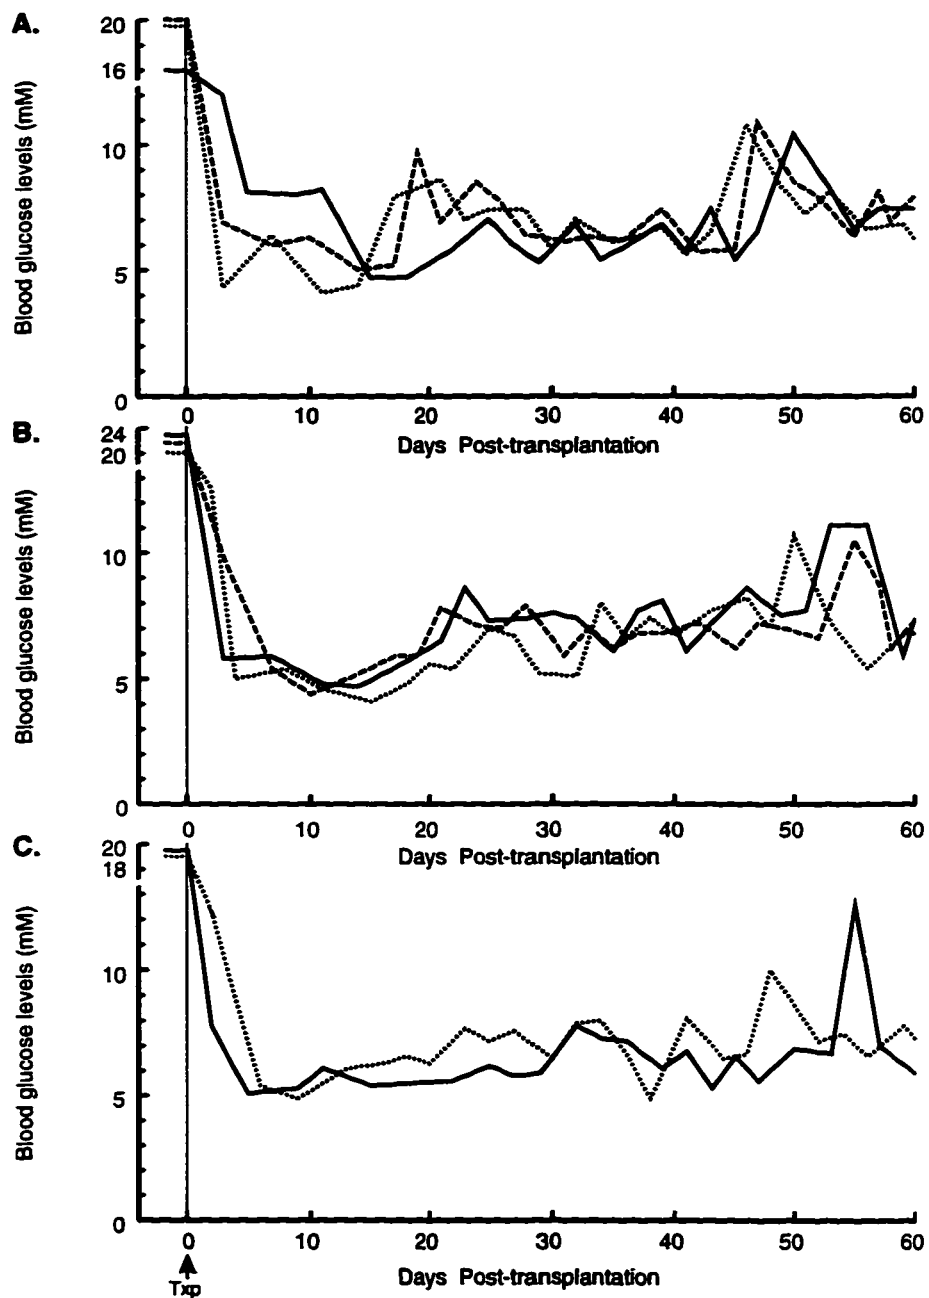 A.
Blood glucose levels (mM)
20
16
10
5
0
0 10 20 30 40 50 60
Days Post-transplantation
B.
Blood glucose levels (mM)
24
20
10
5
0
0 10 20 30 40 50 60
Days Post-transplantation
C.
Blood glucose levels (mM)
20
18
10
5
0
0 10 20 30 40 50 60
Txp
Days Post-transplantation